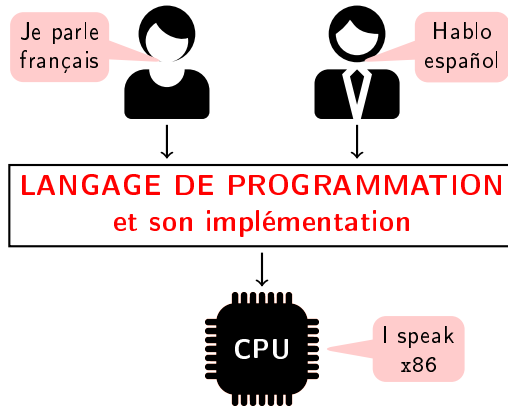 Je parle
français
Hablo
español
LANGAGE DE PROGRAMMATION
et son implémentation
CPU
I speak
x86